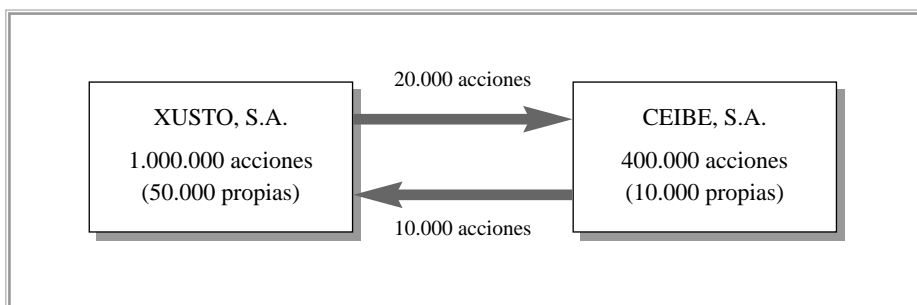 20.000 acciones
XUSTO, S.A.
1.000.000 acciones
(50.000 propias)
CEIBE, S.A.
400.000 acciones
(10.000 propias)
10.000 acciones